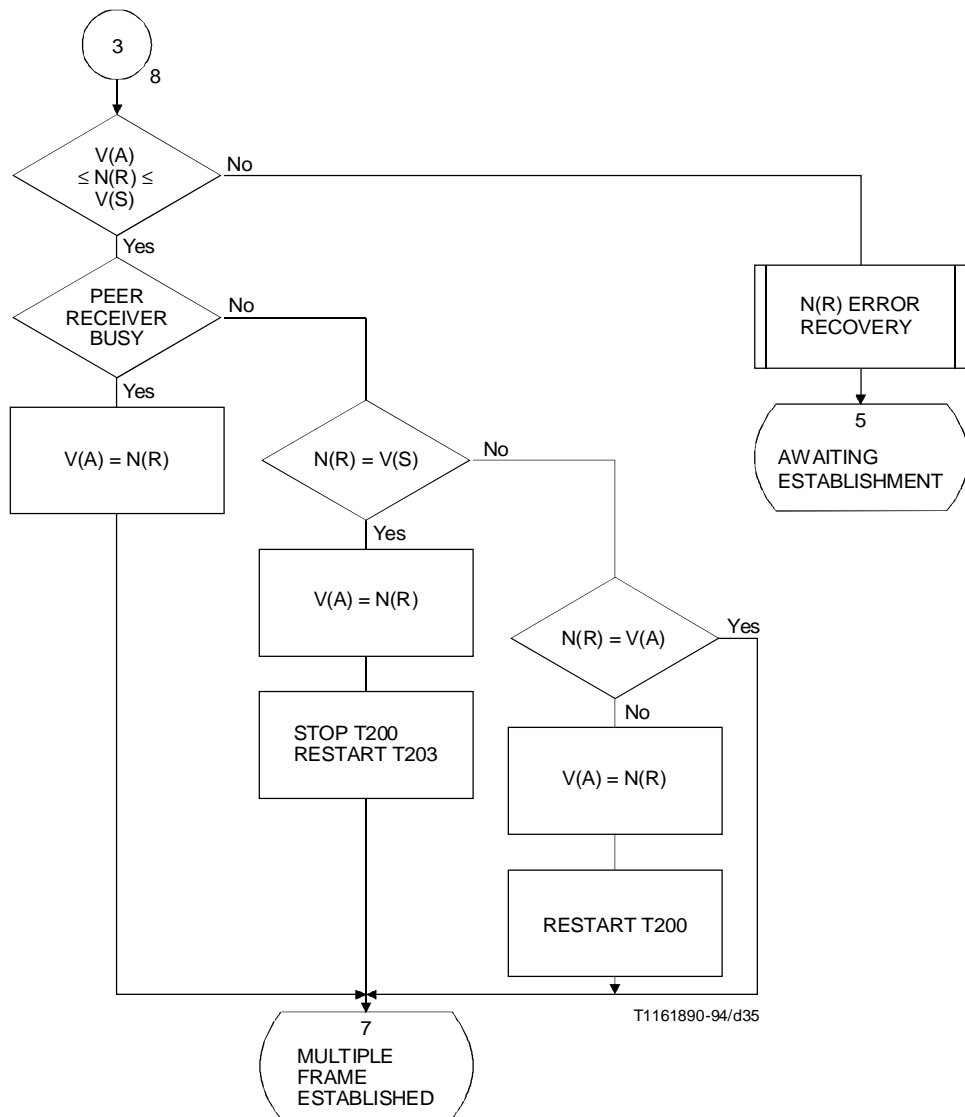 3
8
V(A)
≤ N(R) ≤
V(S)
No
Yes
PEER
RECEIVER
BUSY
No
Yes
N(R) ERROR
RECOVERY
5
AWAITING
ESTABLISHMENT
V(A) = N(R)
N(R) = V(S)
No
Yes
V(A) = N(R)
N(R) = V(A)
Yes
No
STOP T200
RESTART T203
V(A) = N(R)
RESTART T200
T1161890-94/d35
7
MULTIPLE
FRAME
ESTABLISHED